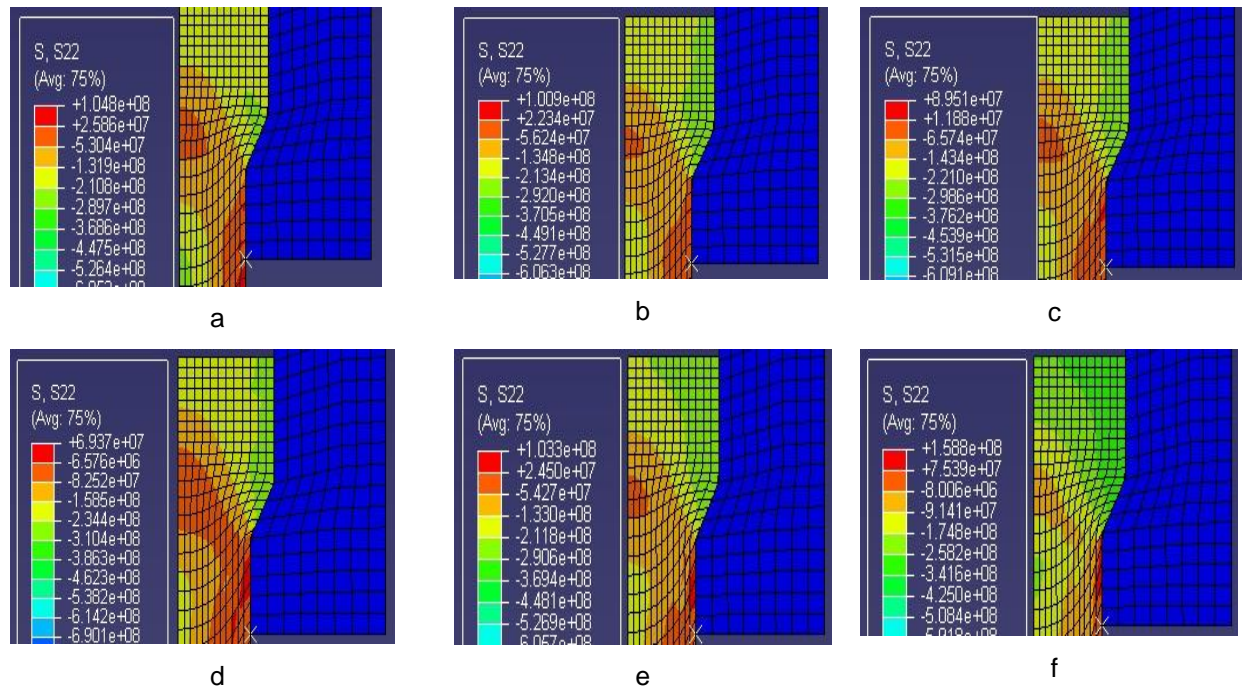 S, S22
(Avg: 75%)
+1.048e+08
+2.586e+07
-5.304e+07
-1.319e+08
-2.108e+08
-2.897e+08
-3.686e+08
-4.475e+08
-5.264e+08
a
S, S22
(Avg: 75%)
+1.009e+08
+2.234e+07
-5.624e+07
-1.348e+08
-2.134e+08
-2.920e+08
-3.705e+08
-4.491e+08
-5.277e+08
-6.063e+08
b
S, S22
(Avg: 75%)
+8.951e+07
+1.188e+07
-6.574e+07
-1.434e+08
-2.210e+08
-2.986e+08
-3.762e+08
-4.539e+08
-5.315e+08
-6.091e+08
c
S, S22
(Avg: 75%)
+6.937e+07
-6.576e+06
-8.252e+07
-1.585e+08
-2.344e+08
-3.104e+08
-3.863e+08
-4.623e+08
-5.382e+08
-6.142e+08
-6.901e+08
d
S, S22
(Avg: 75%)
+1.033e+08
+2.450e+07
-5.427e+07
-1.330e+08
-2.118e+08
-2.906e+08
-3.694e+08
-4.481e+08
-5.269e+08
-6.057e+08
e
S, S22
(Avg: 75%)
+1.588e+08
+7.539e+07
-8.006e+06
-9.141e+07
-1.748e+08
-2.582e+08
-3.416e+08
-4.250e+08
-5.084e+08
f